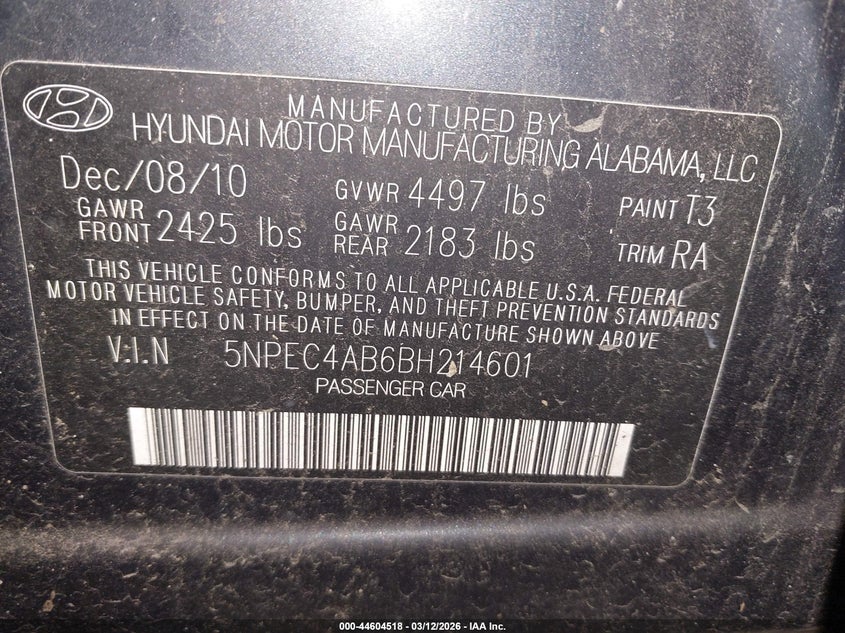 MANUFACTURED BY
HYUNDAI MOTOR MANUFACTURING ALABAMA, LLC
Dec/08/10 GVWR 4497 lbs PAINT T3
GAWR FRONT 2425 lbs GAWR REAR 2183 lbs TRIM RA
THIS VEHICLE CONFORMS TO ALL APPLICABLE U.S.A. FEDERAL
MOTOR VEHICLE SAFETY, BUMPER, AND THEFT PREVENTION STANDARDS
IN EFFECT ON THE DATE OF MANUFACTURE SHOWN ABOVE
V.I.N 5NPEC4AB6BH214601
PASSENGER CAR
000-44604518 - 03/12/2026 - IAA Inc.